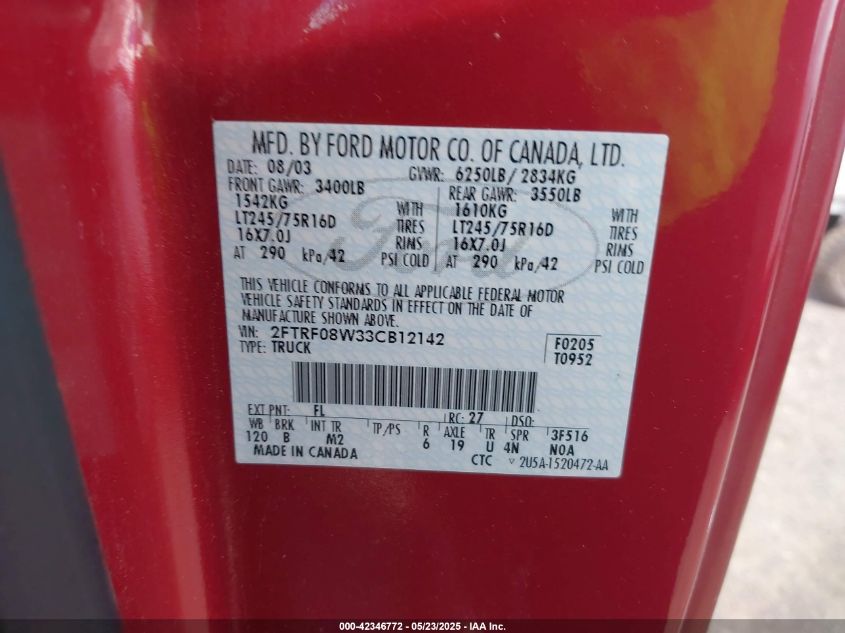 MFD. BY FORD MOTOR CO. OF CANADA, LTD.
DATE: 08/03 GVWR: 6250LB/ 2834KG
FRONT GAWR: 3400LB REAR GAWR: 3550LB
1542KG WITH 1610KG WITH
LT245/75R16D TIRES LT245/75R16D TIRES
16X7.0J RIMS 16X7.0J RIMS
AT 290 kPa/42 PSI COLD AT 290 kPa/42 PSI COLD
Ford
THIS VEHICLE CONFORMS TO ALL APPLICABLE FEDERAL MOTOR
VEHICLE SAFETY STANDARDS IN EFFECT ON THE DATE OF
MANUFACTURE SHOWN ABOVE.
VIN: 2FTRF08W33CB12142 F0205
TYPE: TRUCK T0952
EXT PNT: FL RC: 27 DSO:
WB BRK INT TR TP/PS R AXLE TR SPR 3F516
120 B M2 6 19 U 4N NOA
MADE IN CANADA CTC 2U5A-1520472-AA
000-42346772 — 05/23/2025 - IAA Inc.